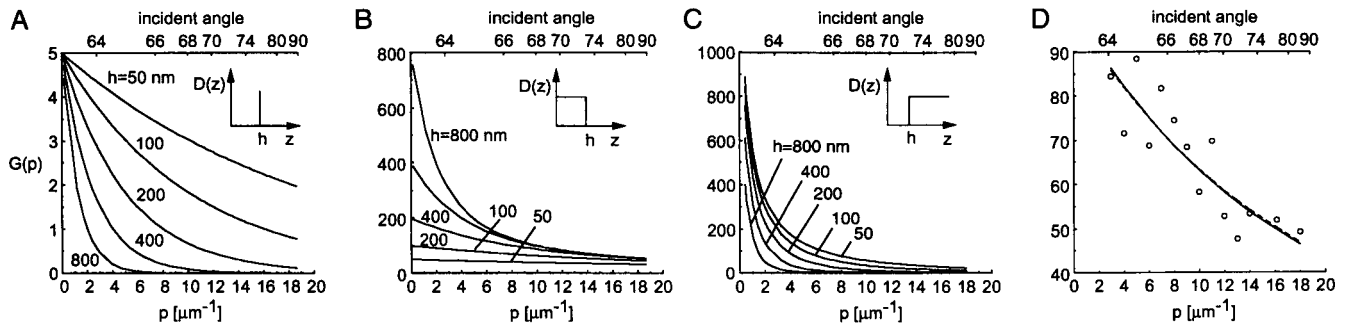 A
incident angle
64 66 68 70 76 80 90
5
4
3
2
1
0
G(p)
h=50 nm
100
200
400
800
D(z)
h z
0 2 4 6 8 10 12 14 16 18 20
p [μm⁻¹]
B
incident angle
64 66 68 70 74 80 90
800
600
400
200
0
h=800 nm
400
200
100
50
D(z)
h z
0 2 4 6 8 10 12 14 16 18 20
p [μm⁻¹]
C
incident angle
64 66 68 70 74 80 90
1000
800
600
400
200
0
h=800 nm
400
200
100
50
D(z)
h z
0 2 4 6 8 10 12 14 16 18 20
p [μm⁻¹]
D
incident angle
64 66 68 70 74 80 90
90
80
70
60
50
40
0 2 4 6 8 10 12 14 16 18 20
p [μm⁻¹]